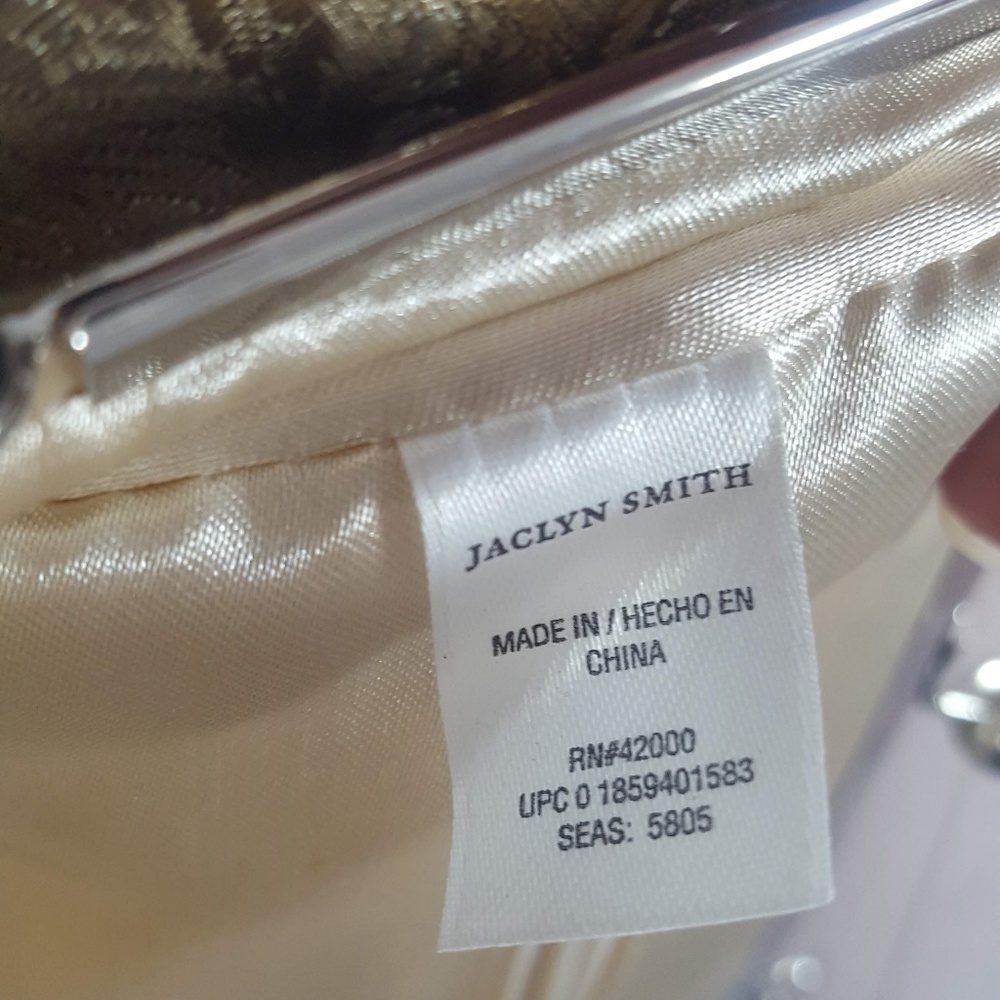 JACLYN SMITH
MADE IN / HECHO EN
CHINA
RN#42000
UPC 0 1859401583
SEAS: 5805